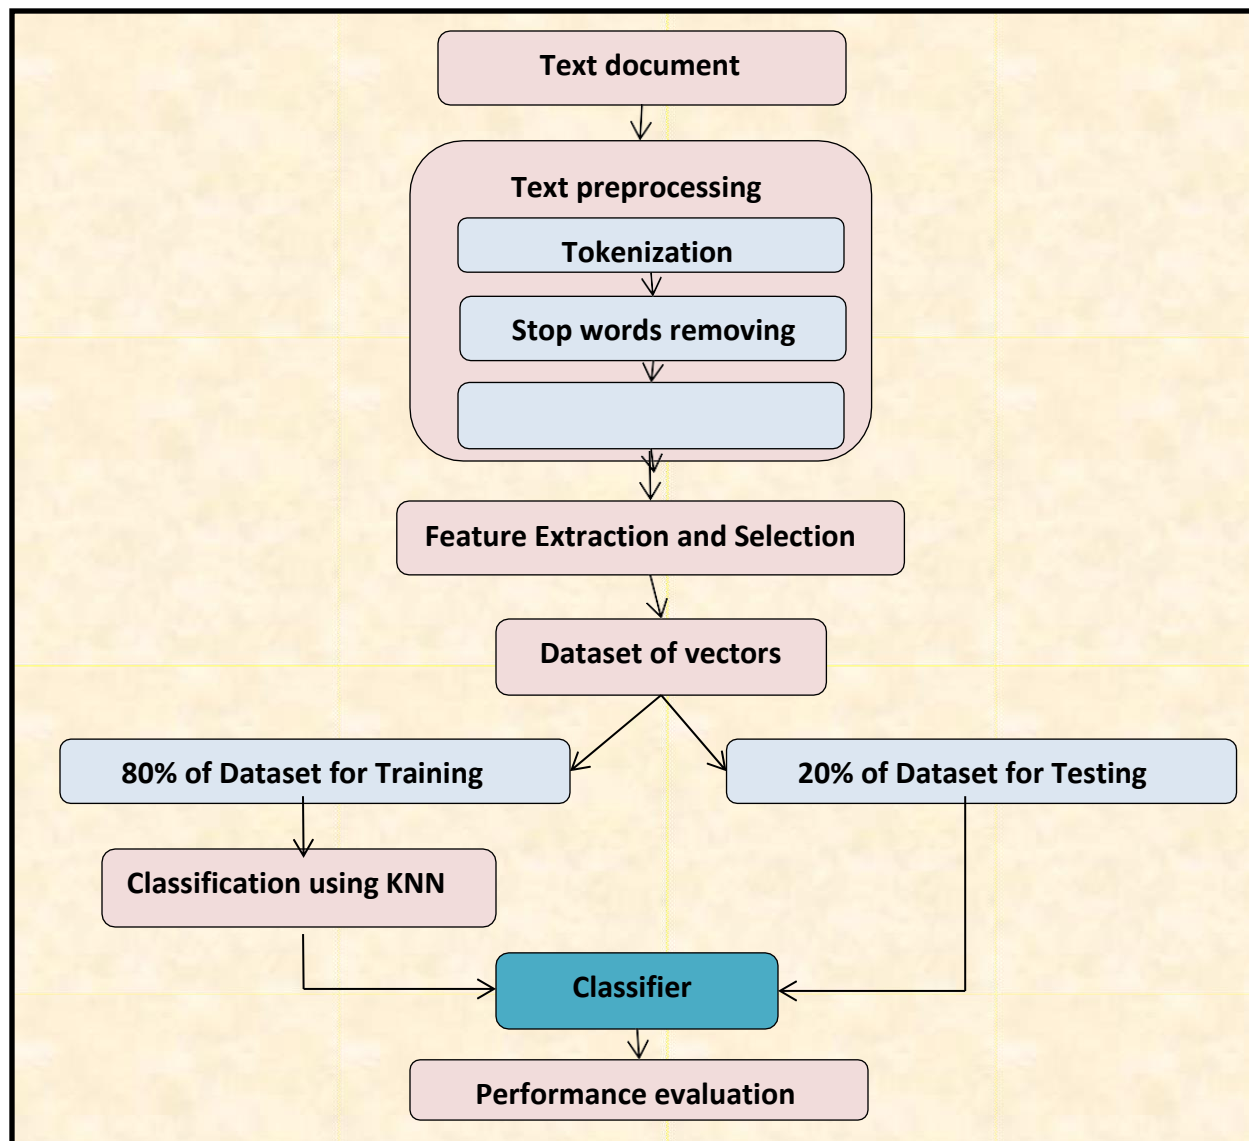 Text document
Text preprocessing
Tokenization
Stop words removing
Feature Extraction and Selection
Dataset of vectors
80% of Dataset for Training
20% of Dataset for Testing
Classification using KNN
Classifier
Performance evaluation